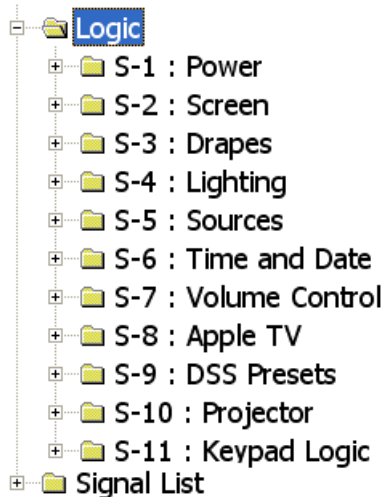 Logic
S-1 : Power
S-2 : Screen
S-3 : Drapes
S-4 : Lighting
S-5 : Sources
S-6 : Time and Date
S-7 : Volume Control
S-8 : Apple TV
S-9 : DSS Presets
S-10 : Projector
S-11 : Keypad Logic
Signal List